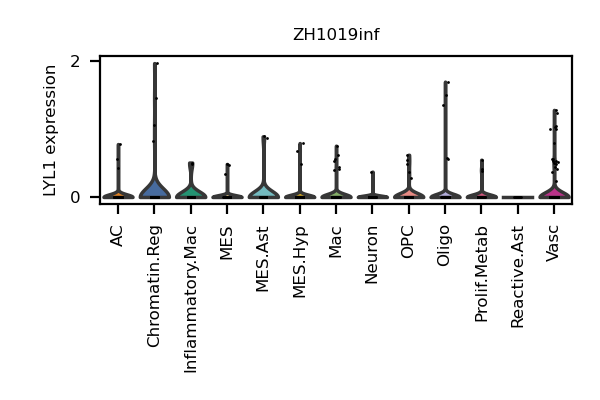 ZH1019inf
LYL1 expression
2
0
AC
Chromatin.Reg
Inflammatory.Mac
MES
MES.Ast
MES.Hyp
Mac
Neuron
OPC
Oligo
Prolif.Metab
Reactive.Ast
Vasc